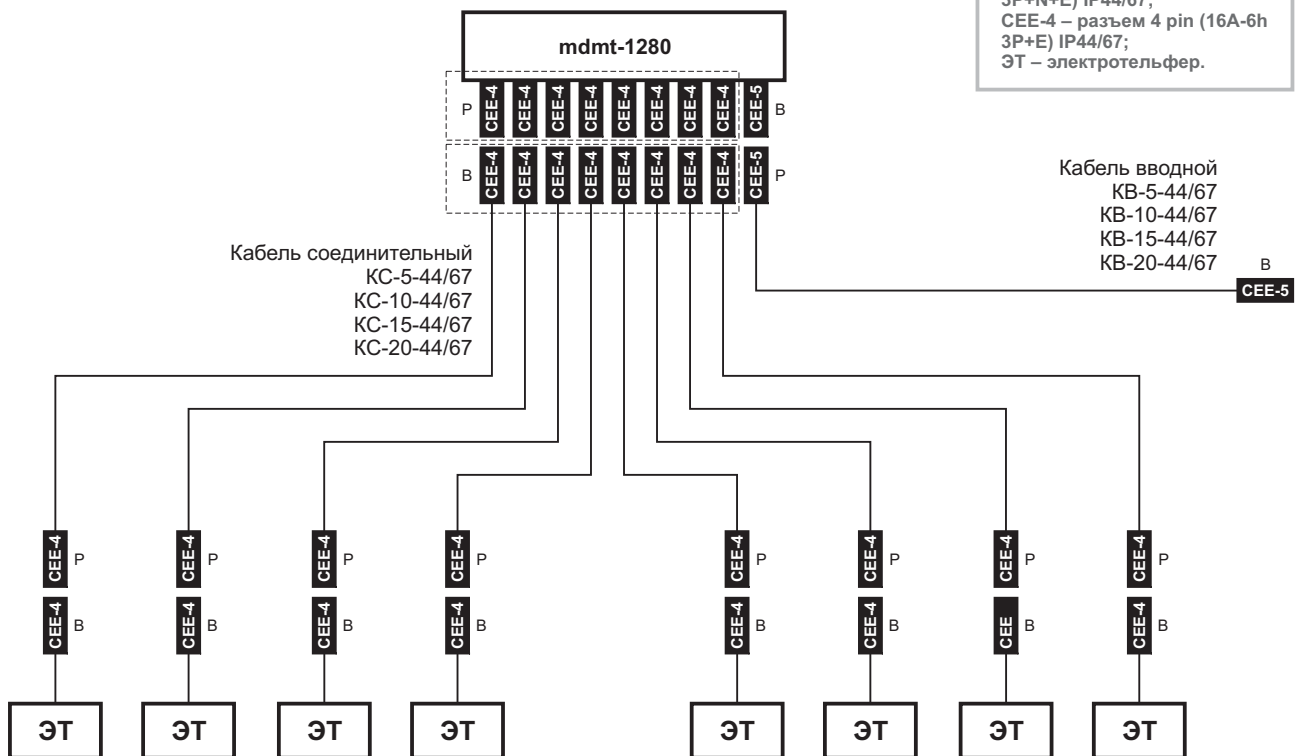 3P+N+E) IP44/67;
CEE-4 – разъем 4 pin (16A-6h
3P+E) IP44/67;
ЭТ – электротельфер.
mdmt-1280
Р CEE-4 CEE-4 CEE-4 CEE-4 CEE-4 CEE-4 CEE-4 CEE-4 CEE-5 В
В CEE-4 CEE-4 CEE-4 CEE-4 CEE-4 CEE-4 CEE-4 CEE-4 CEE-5 Р
Кабель вводной
КВ-5-44/67
КВ-10-44/67
КВ-15-44/67
КВ-20-44/67
В
CEE-5
Кабель соединительный
КС-5-44/67
КС-10-44/67
КС-15-44/67
КС-20-44/67
CEE-4 Р CEE-4 Р CEE-4 Р CEE-4 Р CEE-4 Р CEE-4 Р CEE-4 Р CEE-4 Р
CEE-4 В CEE-4 В CEE-4 В CEE-4 В CEE-4 В CEE-4 В CEE В CEE-4 В
ЭТ ЭТ ЭТ ЭТ ЭТ ЭТ ЭТ ЭТ